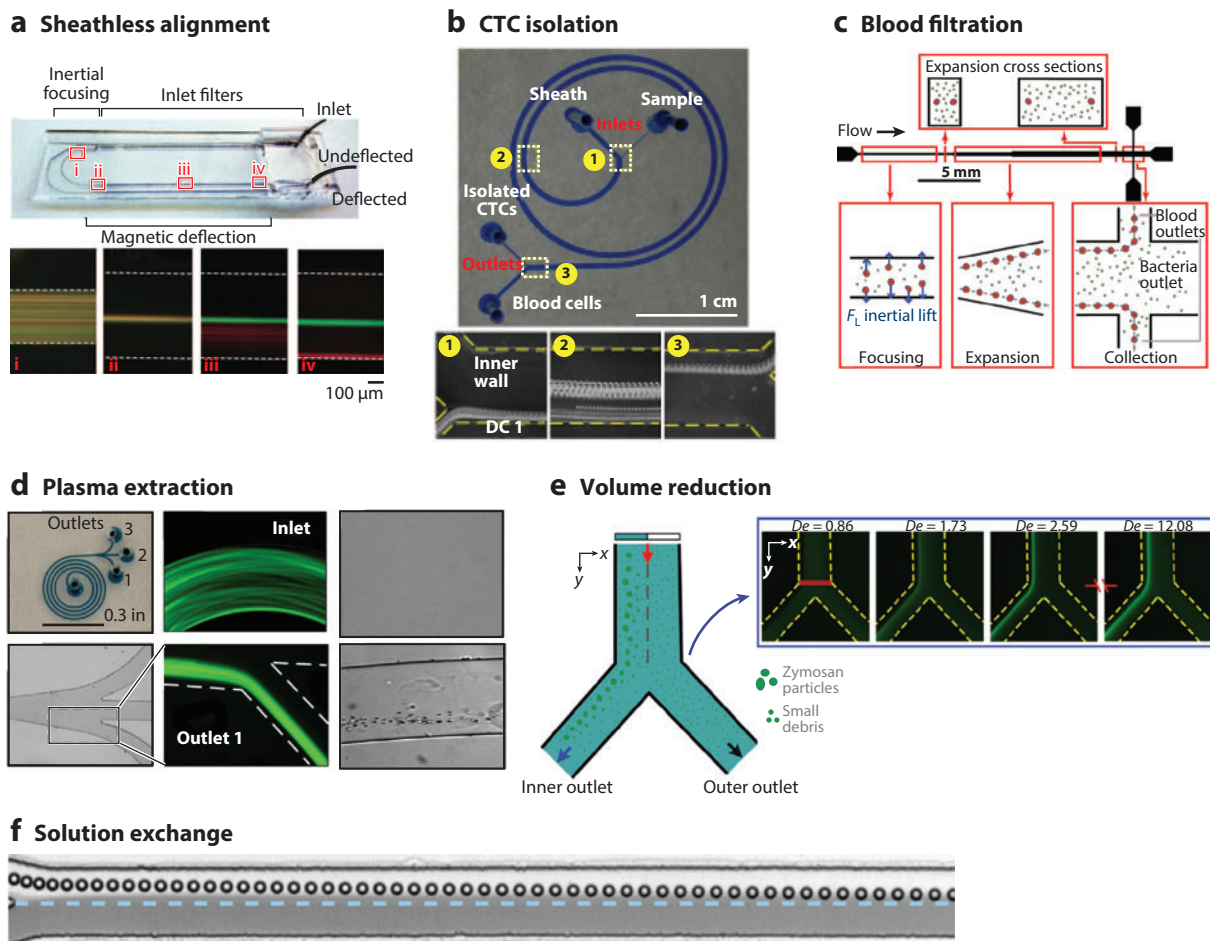 a Sheathless alignment
Inertial
focusing
Inlet filters
Inlet
Undeflected
Deflected
i
ii
iii
iv
Magnetic deflection
i
ii
iii
iv
100 μm
b CTC isolation
Sheath
Sample
Inlets
2
1
Isolated
CTCs
Outlets
3
Blood cells
1 cm
1
2
3
Inner
wall
DC 1
c Blood filtration
Expansion cross sections
Flow
5 mm
Blood
outlets
Bacteria
outlet
FL inertial lift
Focusing
Expansion
Collection
d Plasma extraction
Outlets
3
2
1
0.3 in
Inlet
Outlet 1
e Volume reduction
x
y
De = 0.86
De = 1.73
De = 2.59
De = 12.08
x
y
Zymosan
particles
Small
debris
Inner outlet
Outer outlet
f Solution exchange